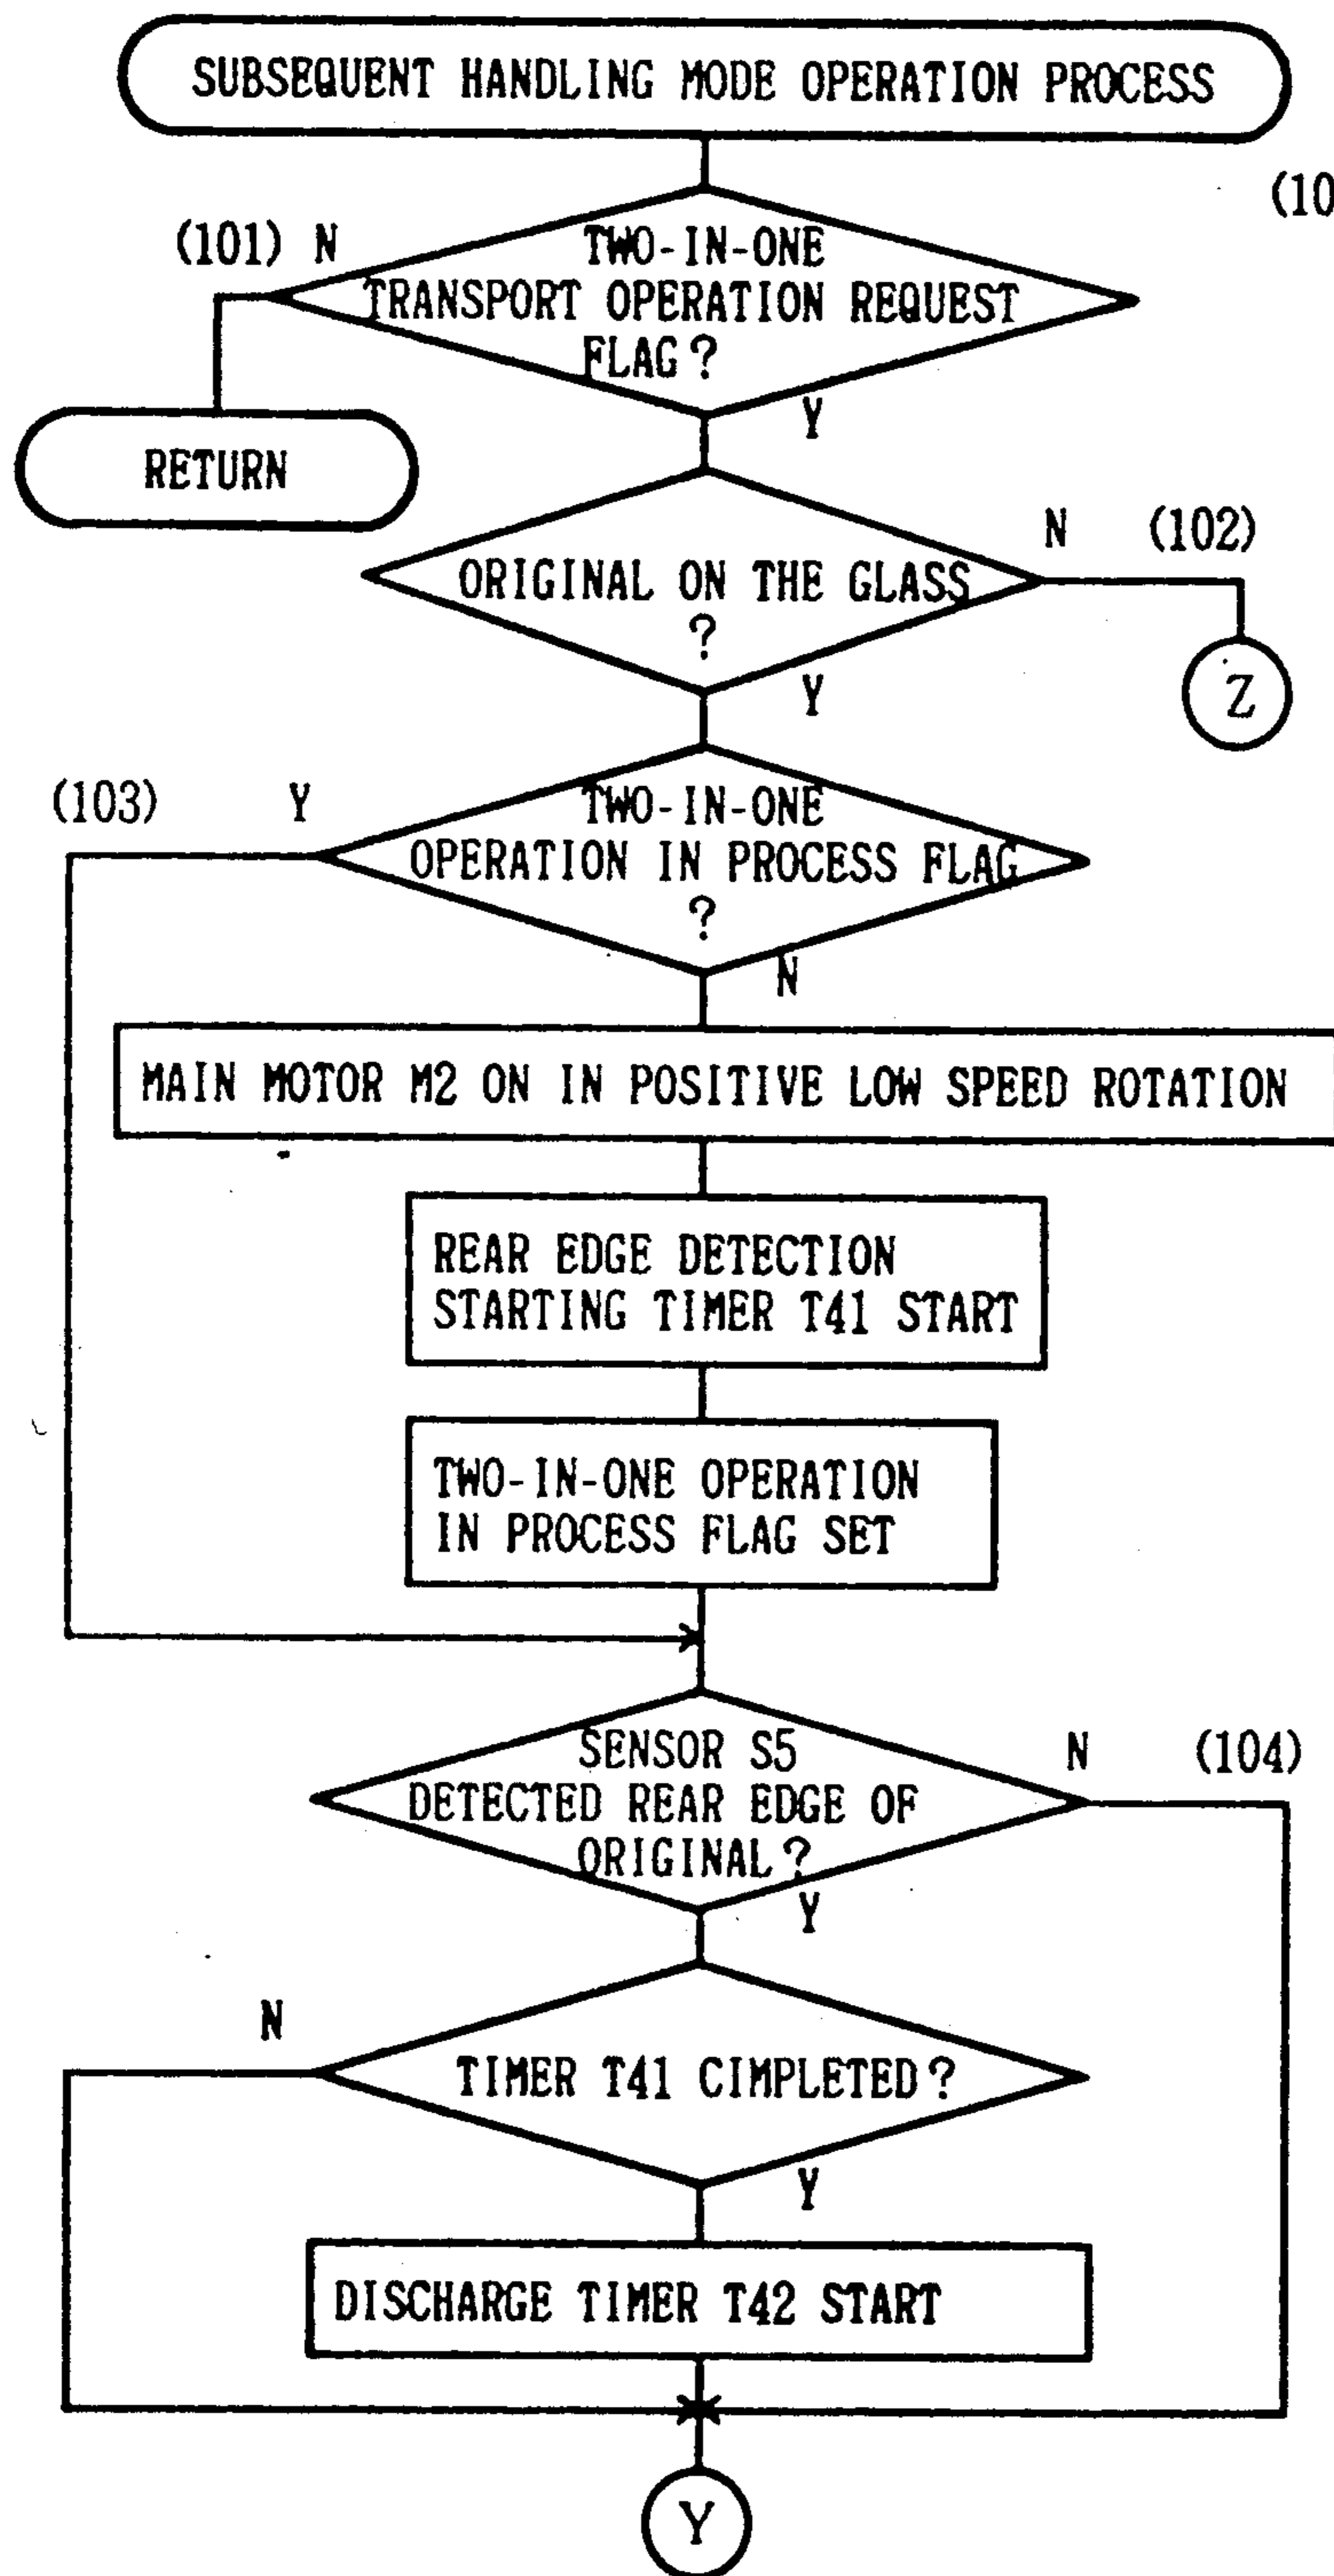 SUBSEQUENT HANDLING MODE OPERATION PROCESS
(10
(101) N
TWO-IN-ONE
TRANSPORT OPERATION REQUEST
FLAG?
Y
RETURN
N (102)
ORIGINAL ON THE GLASS
?
Z
Y
(103) Y
TWO-IN-ONE
OPERATION IN PROCESS FLAG
?
N
MAIN MOTOR M2 ON IN POSITIVE LOW SPEED ROTATION
REAR EDGE DETECTION
STARTING TIMER T41 START
TWO-IN-ONE OPERATION
IN PROCESS FLAG SET
SENSOR S5
N (104)
DETECTED REAR EDGE OF
ORIGINAL?
Y
N
TIMER T41 CIMPLETED?
Y
DISCHARGE TIMER T42 START
Y